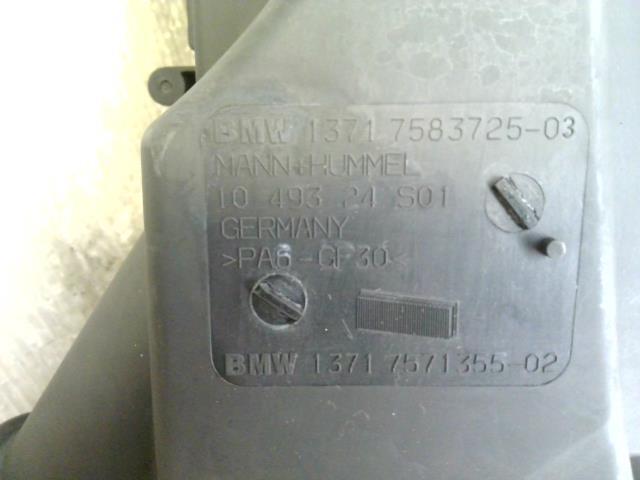 BMW 1371 7583725-03
MANN+HUMMEL
10 493 24 S01
GERMANY
>PA6-GF30<
BMW 1371 7571355-02